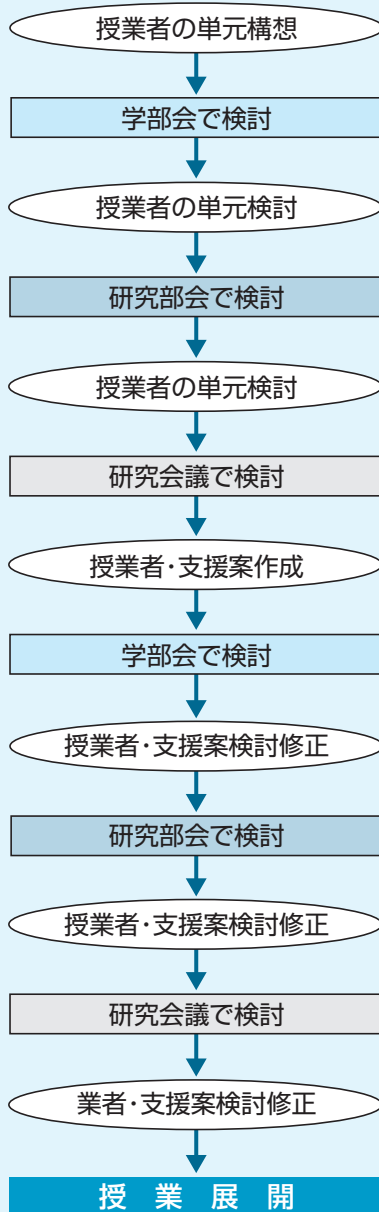 授業者の単元構想
学部会で検討
授業者の単元検討
研究部会で検討
授業者の単元検討
研究会議で検討
授業者・支援案作成
学部会で検討
授業者・支援案検討修正
研究部会で検討
授業者・支援案検討修正
研究会議で検討
業者・支援案検討修正
授業展開